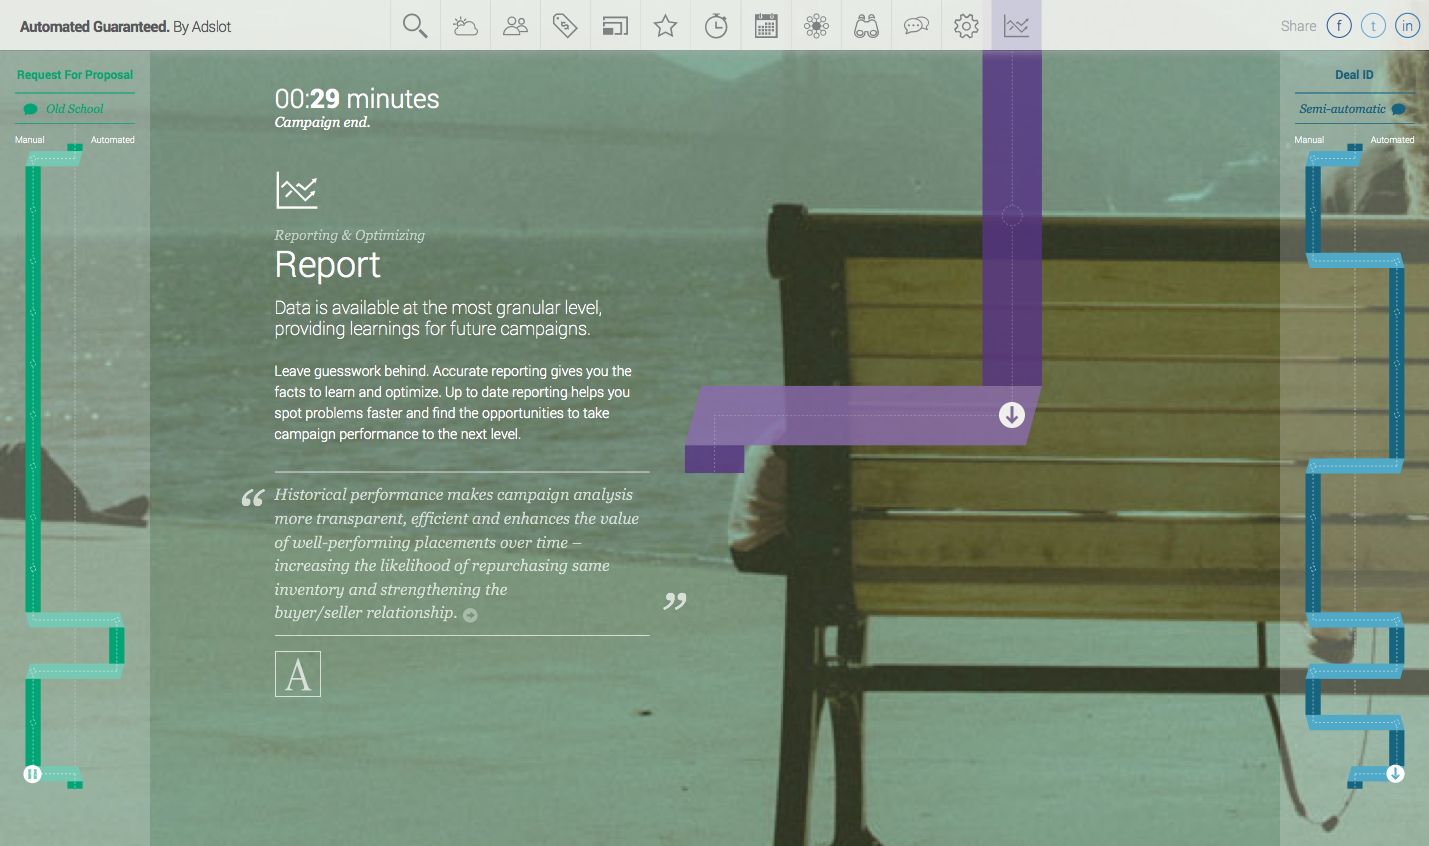 Automated Guaranteed. By Adslot
Share f t in
Request For Proposal
Old School
Manual Automated
00:29 minutes
Campaign end.
Reporting & Optimizing
Report
Data is available at the most granular level,
providing learnings for future campaigns.
Leave guesswork behind. Accurate reporting gives you the
facts to learn and optimize. Up to date reporting helps you
spot problems faster and find the opportunities to take
campaign performance to the next level.
“ Historical performance makes campaign analysis
more transparent, efficient and enhances the value
of well-performing placements over time –
increasing the likelihood of repurchasing same
inventory and strengthening the
buyer/seller relationship. ”
A
Deal ID
Semi-automatic
Manual Automated